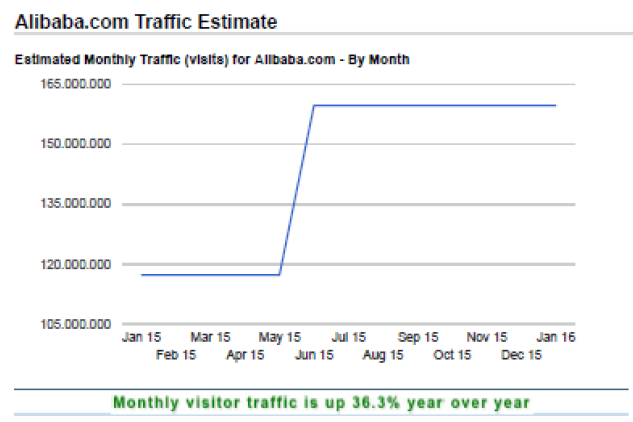 Alibaba.com Traffic Estimate
Estimated Monthly Traffic (visits) for Alibaba.com - By Month
165.000.000
150.000.000
135.000.000
120.000.000
105.000.000
Jan 15 Mar 15 May 15 Jul 15 Sep 15 Nov 15 Jan 16
Feb 15 Apr 15 Jun 15 Aug 15 Oct 15 Dec 15
Monthly visitor traffic is up 36.3% year over year